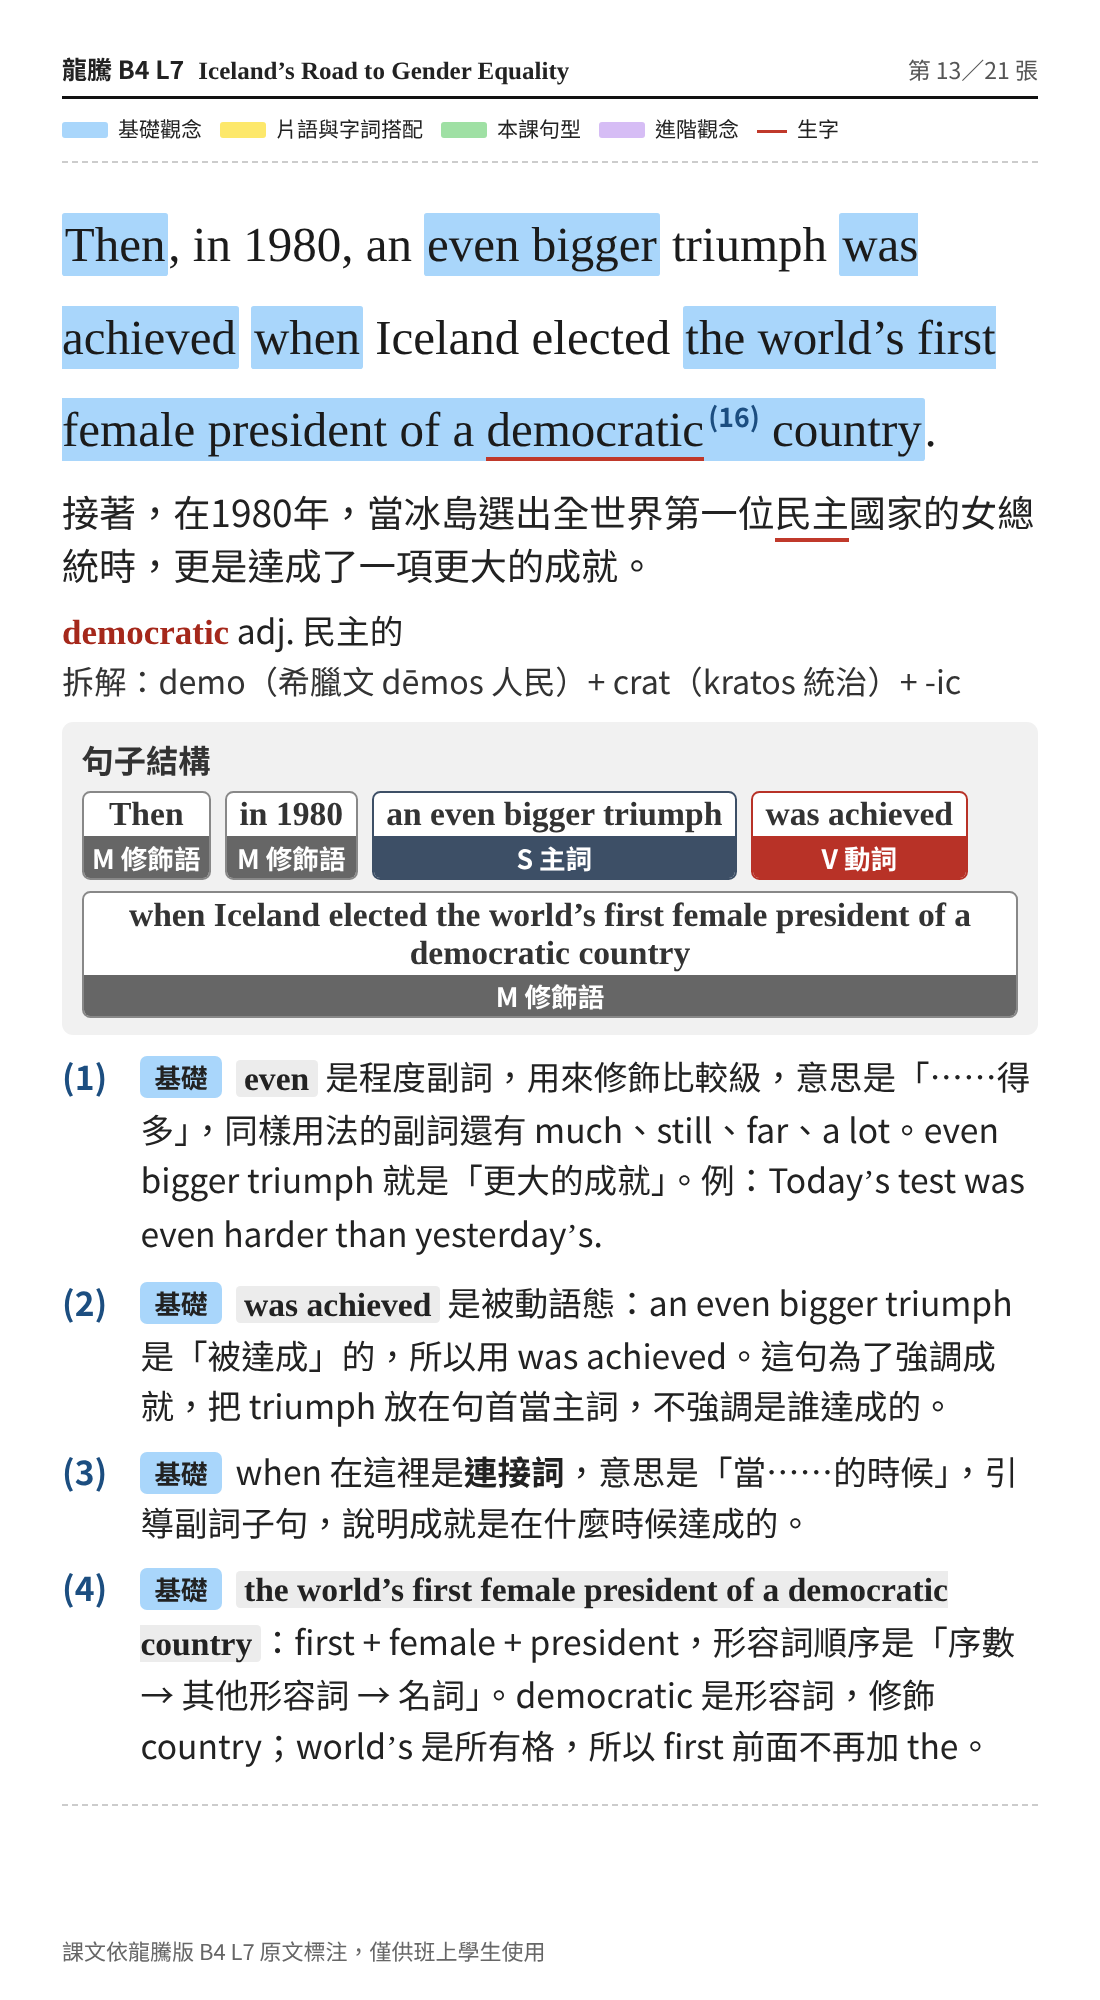 龍騰 B4 L7 Iceland’s Road to Gender Equality 第 13／21 張
基礎觀念 片語與字詞搭配 本課句型 進階觀念 生字
Then, in 1980, an even bigger triumph was
achieved when Iceland elected the world’s first
female president of a democratic(16) country.
接著，在1980年，當冰島選出全世界第一位民主國家的女總
統時，更是達成了一項更大的成就。
democratic adj. 民主的
拆解：demo（希臘文 dēmos 人民）+ crat（kratos 統治）+ -ic
句子結構
Then in 1980 an even bigger triumph was achieved
M 修飾語 M 修飾語 S 主詞 V 動詞
when Iceland elected the world’s first female president of a
democratic country
M 修飾語
(1) 基礎 even 是程度副詞，用來修飾比較級，意思是「……得
多」，同樣用法的副詞還有 much、still、far、a lot。even
bigger triumph 就是「更大的成就」。例：Today’s test was
even harder than yesterday’s.
(2) 基礎 was achieved 是被動語態：an even bigger triumph
是「被達成」的，所以用 was achieved。這句為了強調成
就，把 triumph 放在句首當主詞，不強調是誰達成的。
(3) 基礎 when 在這裡是連接詞，意思是「當……的時候」，引
導副詞子句，說明成就是在什麼時候達成的。
(4) 基礎 the world’s first female president of a democratic
country：first + female + president，形容詞順序是「序數
→ 其他形容詞 → 名詞」。democratic 是形容詞，修飾
country；world’s 是所有格，所以 first 前面不再加 the。
課文依龍騰版 B4 L7 原文標注，僅供班上學生使用